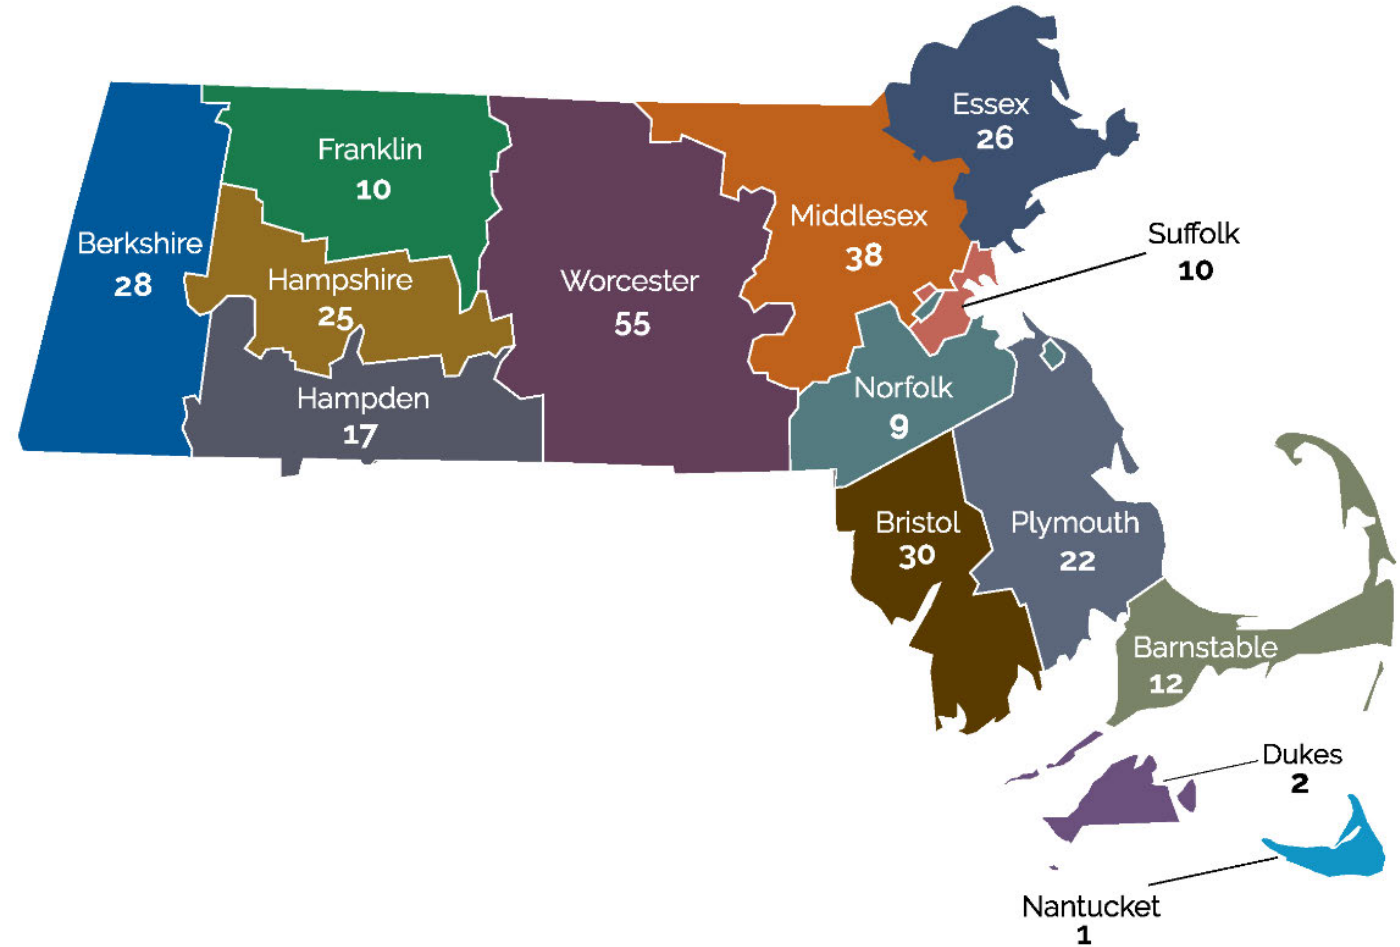 Essex
26
Franklin
10
Middlesex
38
Suffolk
10
Berkshire
28
Hampshire
25
Worcester
55
Norfolk
9
Hampden
17
Bristol
30
Plymouth
22
Barnstable
12
Dukes
2
Nantucket
1